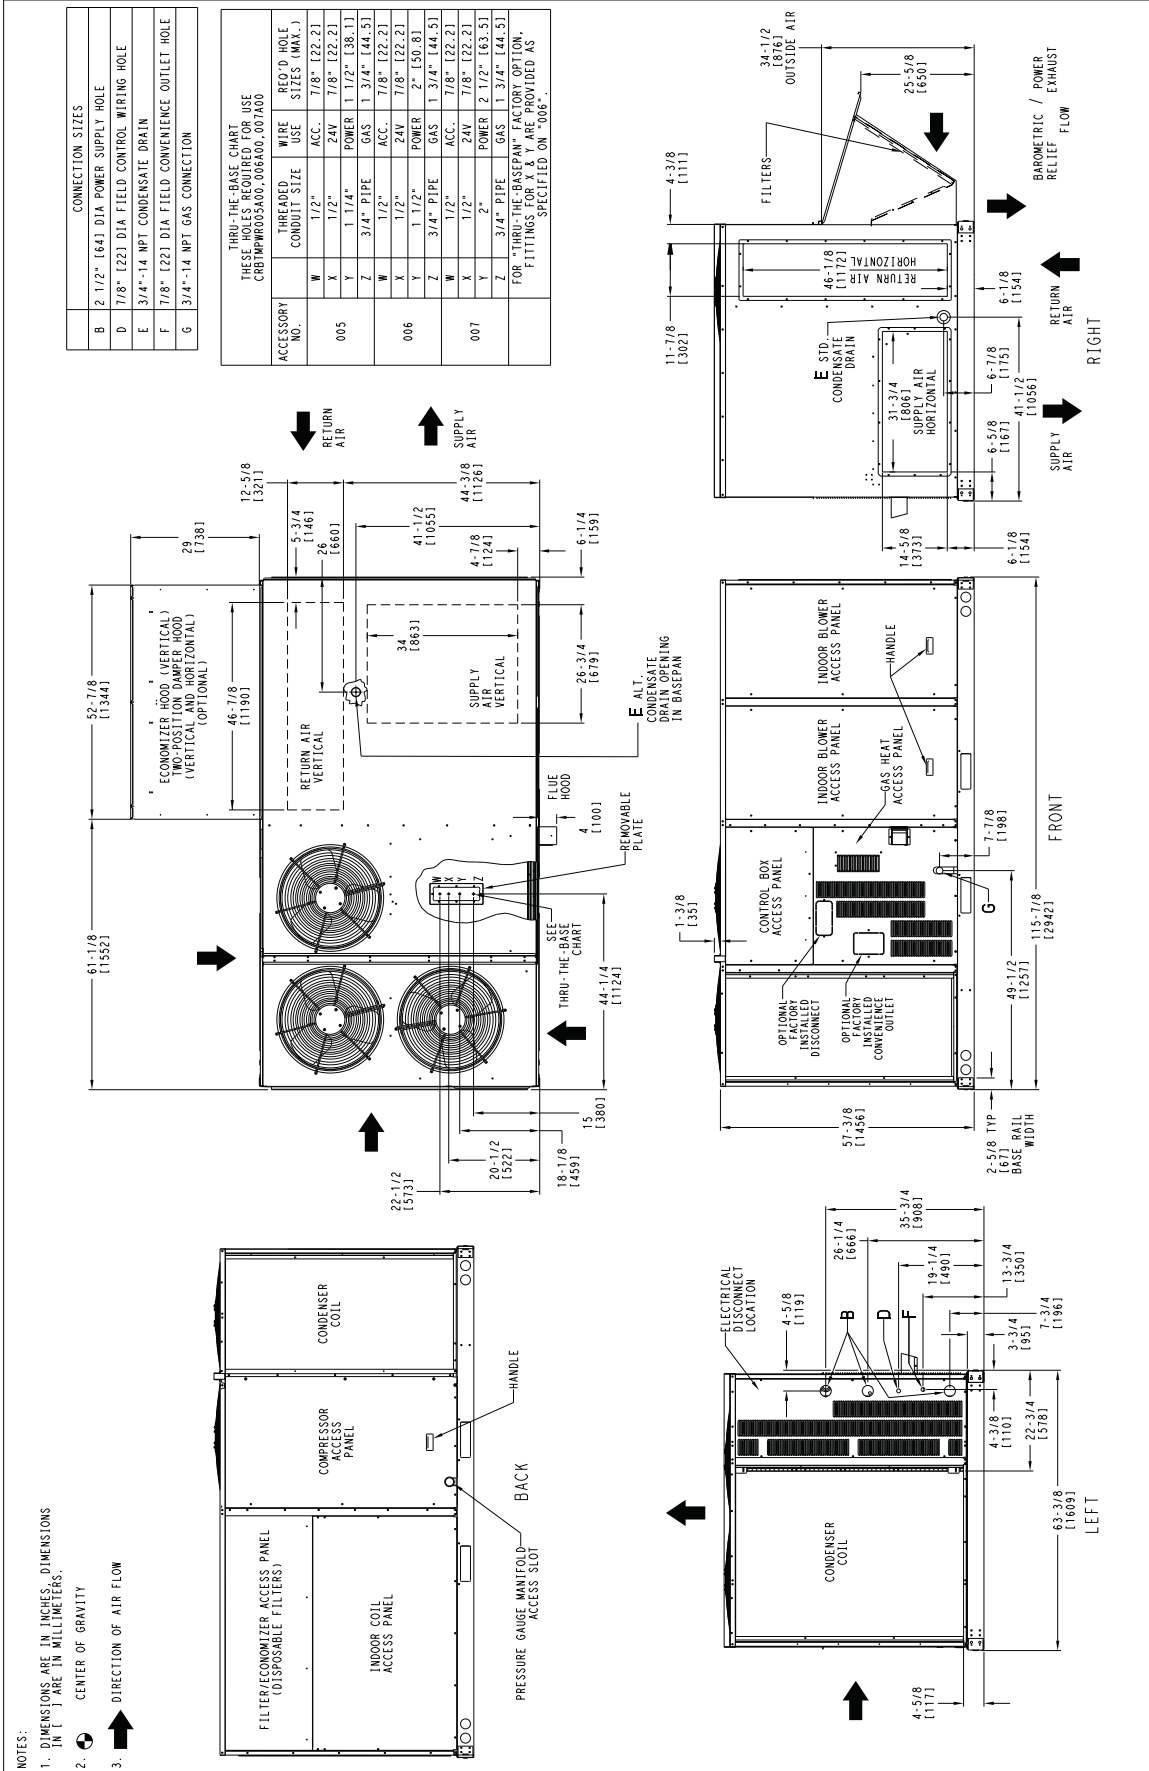 NOTES:
1. DIMENSIONS ARE IN INCHES, DIMENSIONS
IN [ ] ARE IN MILLIMETERS.
2. CENTER OF GRAVITY
3. DIRECTION OF AIR FLOW
CONNECTION SIZES
B 2 1/2" [64] DIA POWER SUPPLY HOLE
D 7/8" [22] DIA FIELD CONTROL WIRING HOLE
E 3/4"-14 NPT CONDENSATE DRAIN
F 7/8" [22] DIA FIELD CONVENIENCE OUTLET HOLE
G 3/4"-14 NPT GAS CONNECTION
THRU-THE-BASE CHART
THESE HOLES REQUIRED FOR USE
CRBTMPWR005A00,006A00,007A00
ACCESSORY NO. THREADED CONDUIT SIZE WIRE USE REQ'D HOLE SIZES (MAX.)
005
W 1/2" ACC. 7/8" [22.2]
X 1/2" 24V 7/8" [22.2]
Y 1 1/4" POWER 1 1/2" [38.1]
Z 3/4" PIPE GAS 1 3/4" [44.5]
006
W 1/2" ACC. 7/8" [22.2]
X 1/2" 24V 7/8" [22.2]
Y 1 1/2" POWER 2" [50.8]
Z 3/4" PIPE GAS 1 3/4" [44.5]
007
W 1/2" ACC. 7/8" [22.2]
X 1/2" 24V 7/8" [22.2]
Y 2" POWER 2 1/2" [63.5]
Z 3/4" PIPE GAS 1 3/4" [44.5]
FOR "THRU-THE-BASEPAN" FACTORY OPTION,
FITTINGS FOR X & Y ARE PROVIDED AS
SPECIFIED ON "006".
FILTER/ECONOMIZER ACCESS PANEL
(DISPOSABLE FILTERS)
INDOOR COIL
ACCESS PANEL
COMPRESSOR
ACCESS
PANEL
CONDENSER
COIL
HANDLE
PRESSURE GAUGE MANIFOLD
ACCESS SLOT
BACK
61-1/8
[1552]
52-7/8
[1344]
29
[738]
ECONOMIZER HOOD (VERTICAL)
TWO-POSITION DAMPER HOOD
(VERTICAL AND HORIZONTAL)
(OPTIONAL)
46-7/8
[1190]
RETURN AIR
VERTICAL
SUPPLY
AIR
VERTICAL
12-5/8
[321]
5-3/4
[146]
26
[660]
41-1/2
[1055]
44-3/8
[1126]
4-7/8
[124]
6-1/4
[159]
34
[863]
26-3/4
[679]
RETURN
AIR
SUPPLY
AIR
E ALT.
CONDENSATE
DRAIN OPENING
IN BASEPAN
FLUE
HOOD
4
[100]
REMOVABLE
PLATE
W
X
Y
Z
SEE
THRU-THE-BASE
CHART
44-1/4
[1124]
15
[380]
18-1/8
[459]
20-1/2
[522]
22-1/2
[573]
CONDENSER
COIL
ELECTRICAL
DISCONNECT
LOCATION
4-5/8
[119]
26-1/4
[666]
35-3/4
[908]
19-1/4
[490]
13-3/4
[350]
7-3/4
[196]
3-3/4
[95]
B
D
F
4-3/8
[110]
22-3/4
[578]
63-3/8
[1609]
4-5/8
[117]
LEFT
57-3/8
[1456]
1-3/8
[35]
CONTROL BOX
ACCESS PANEL
OPTIONAL
FACTORY
INSTALLED
DISCONNECT
OPTIONAL
FACTORY
INSTALLED
CONVENIENCE
OUTLET
INDOOR BLOWER
ACCESS PANEL
GAS HEAT
ACCESS PANEL
INDOOR BLOWER
ACCESS PANEL
HANDLE
G
7-7/8
[198]
49-1/2
[1257]
115-7/8
[2942]
2-5/8 TYP
[67]
BASE RAIL
WIDTH
FRONT
34-1/2
[876]
OUTSIDE AIR
25-5/8
[650]
4-3/8
[111]
FILTERS
BAROMETRIC / POWER
RELIEF FLOW EXHAUST
11-7/8
[302]
46-1/8
[1172]
RETURN AIR
HORIZONTAL
E STD.
CONDENSATE
DRAIN
31-3/4
[806]
SUPPLY AIR
HORIZONTAL
6-1/8
[154]
RETURN
AIR
6-7/8
[175]
41-1/2
[1056]
6-5/8
[167]
SUPPLY
AIR
14-5/8
[373]
6-1/8
[154]
RIGHT